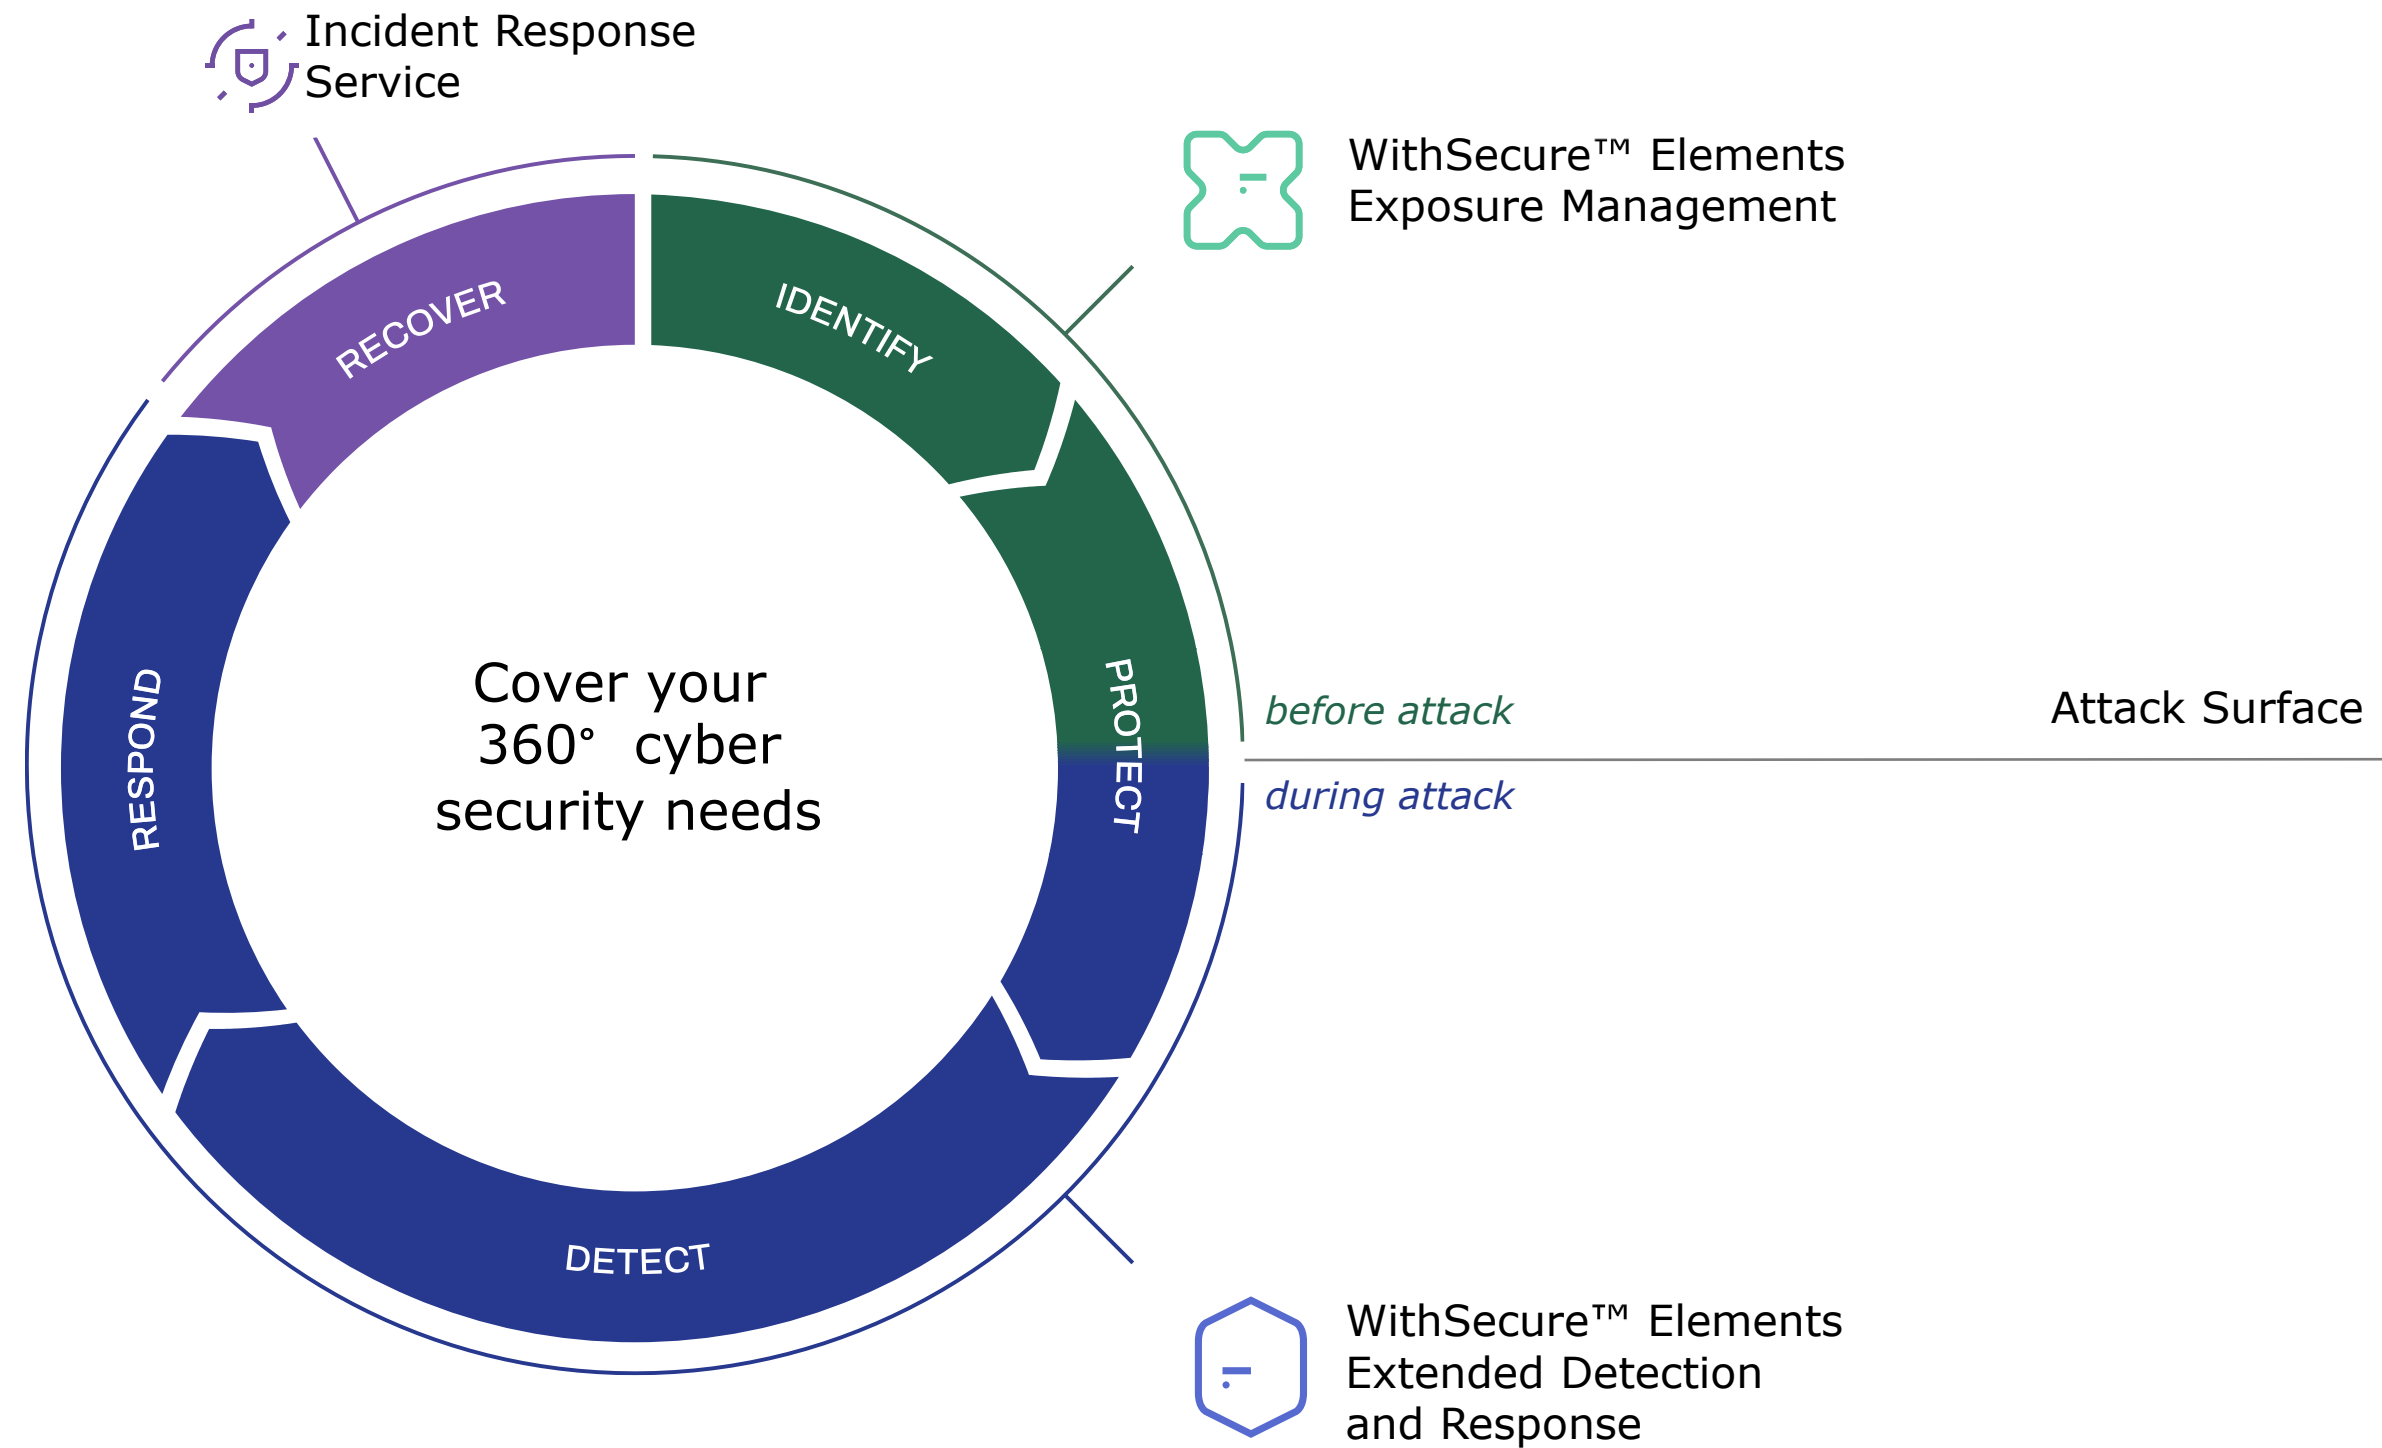 Incident Response
Service
WithSecure™ Elements
Exposure Management
RECOVER
IDENTIFY
PROTECT
RESPOND
DETECT
Cover your
360° cyber
security needs
before attack
Attack Surface
during attack
WithSecure™ Elements
Extended Detection
and Response